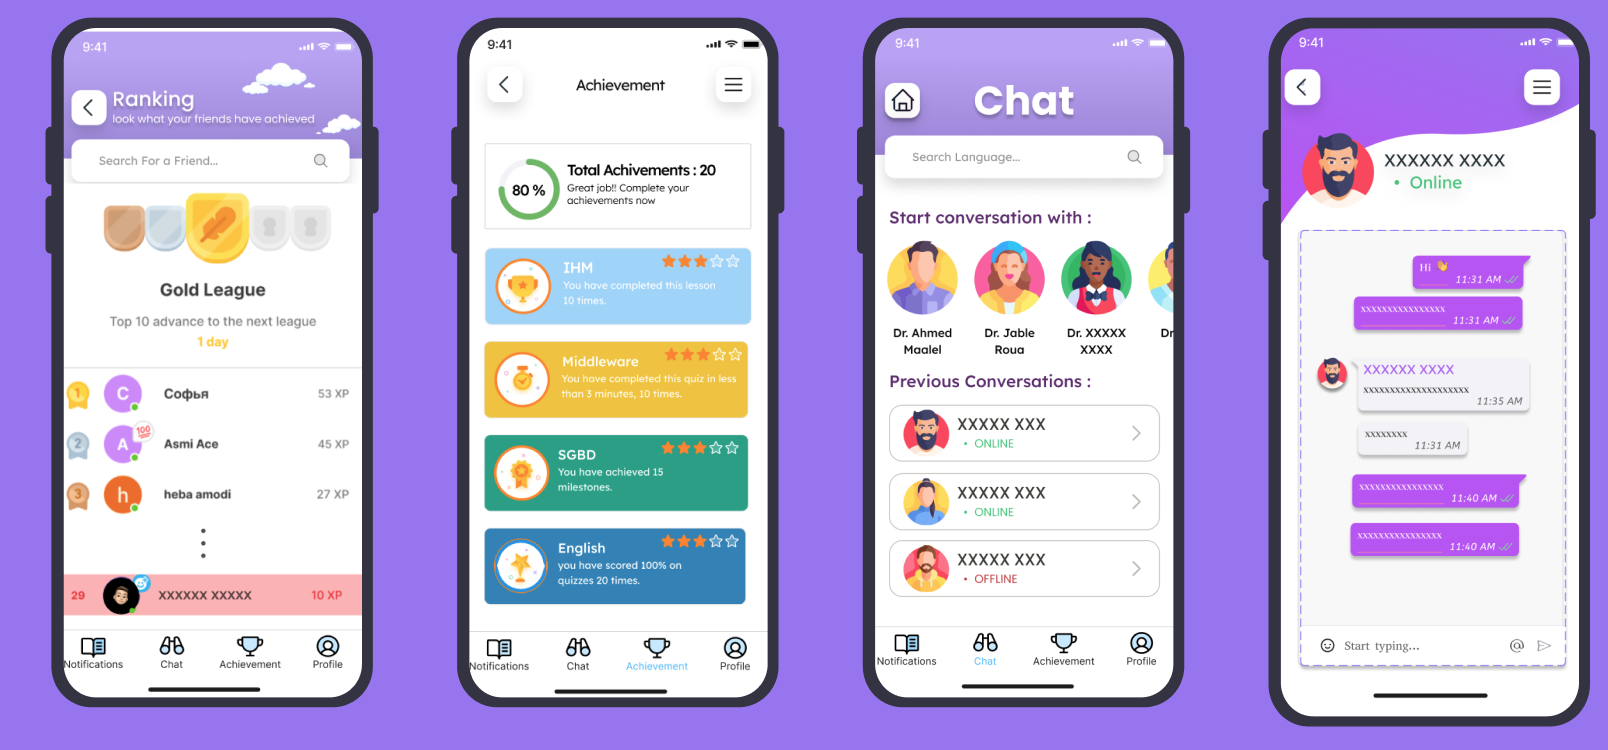 9:41
Ranking
look what your friends have achieved
Search For a Friend...
Gold League
Top 10 advance to the next league
1 day
1
C
Софья
53 XP
2
A
100
Asmi Ace
45 XP
3
h
heba amodi
27 XP
29
XXXXXX XXXXX
10 XP
Notifications
Chat
Achievement
Profile
9:41
Achievement
80 %
Total Achivements : 20
Great job!! Complete your
achievements now
IHM
You have completed this lesson
10 times.
Middleware
You have completed this quiz in less
than 3 minutes, 10 times.
SGBD
You have achieved 15
milestones.
English
you have scored 100% on
quizzes 20 times.
Notifications
Chat
Achievement
Profile
9:41
Chat
Search Language...
Start conversation with :
Dr. Ahmed
Maalel
Dr. Jable
Roua
Dr. XXXXX
XXXX
Dr
Previous Conversations :
XXXXX XXX
• ONLINE
XXXXX XXX
• ONLINE
XXXXX XXX
• OFFLINE
Notifications
Chat
Achievement
Profile
9:41
XXXXXX XXXX
• Online
Hi 👋
11:31 AM
xxxxxxxxxxxxxxxx
11:31 AM
XXXXXX XXXX
xxxxxxxxxxxxxxxxxxxx
11:35 AM
xxxxxxxx
11:31 AM
xxxxxxxxxxxxxxxx
11:40 AM
xxxxxxxxxxxxxxxx
11:40 AM
Start typing...
@